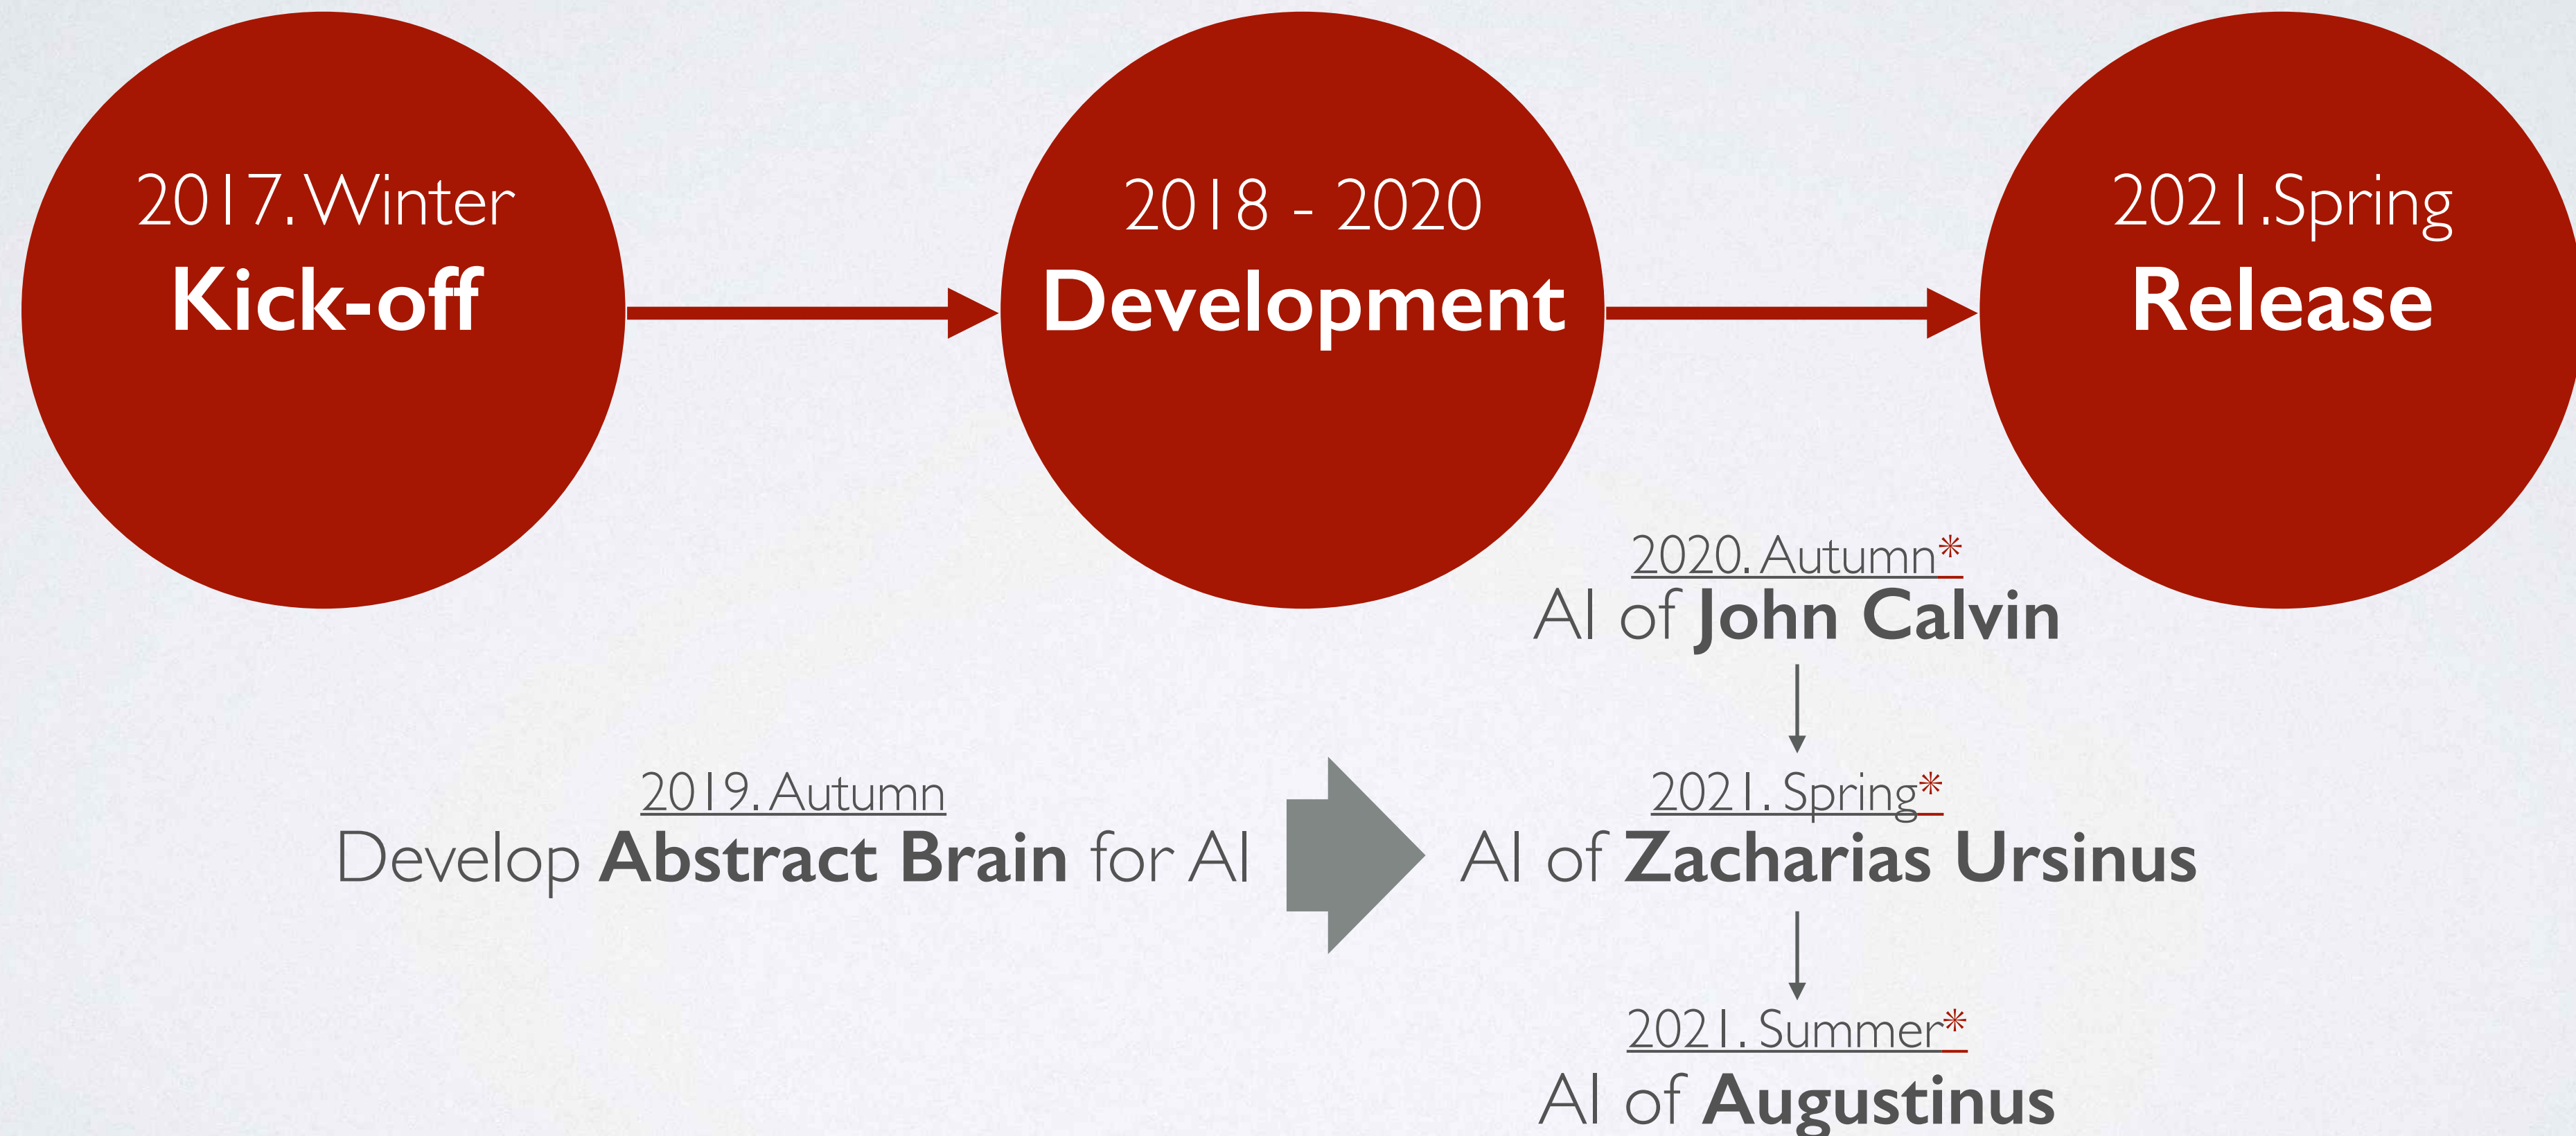 2017. Winter
Kick-off
2018 - 2020
Development
2021.Spring
Release
2019. Autumn
Develop Abstract Brain for AI
2020. Autumn*
AI of John Calvin
2021. Spring*
AI of Zacharias Ursinus
2021. Summer*
AI of Augustinus